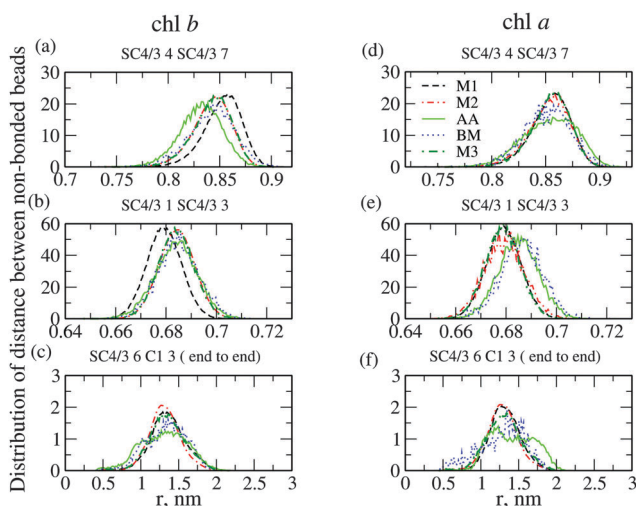 chl b
chl a
(a)
SC4/3 4 SC4/3 7
(d)
SC4/3 4 SC4/3 7
Distribution of distance between non-bonded beads
30
20
10
0
0.7 0.75 0.8 0.85 0.9
30
20
10
0
0.75 0.8 0.85 0.9
M1
M2
AA
BM
M3
(b)
SC4/3 1 SC4/3 3
(e)
SC4/3 1 SC4/3 3
60
40
20
0
0.64 0.66 0.68 0.7 0.72
60
40
20
0
0.64 0.66 0.68 0.7 0.72
(c)
SC4/3 6 C1 3 ( end to end)
(f)
SC4/3 6 C1 3 ( end to end)
3
2
1
0
0 0.5 1 1.5 2 2.5 3
r, nm
3
2
1
0
0 0.5 1 1.5 2 2.5 3
r, nm